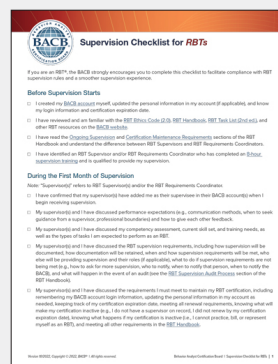 BEHAVIOR ANALYST CERTIFICATION BOARD
BACB
Supervision Checklist for RBTs
If you are an RBT®, the BACB strongly encourages you to complete this checklist to facilitate compliance with RBT
supervision rules and a smoother supervision experience.
Before Supervision Starts
I created my BACB account myself, updated the personal information in my account (if applicable), and know
my login information and certification expiration date.
I have reviewed and am familiar with the RBT Ethics Code (2.0), RBT Handbook, RBT Task List (2nd ed.), and
other RBT resources on the BACB website.
I have read the Ongoing Supervision and Certification Maintenance Requirements sections of the RBT
Handbook and understand the difference between RBT Supervisors and RBT Requirements Coordinators.
I have identified an RBT Supervisor and/or RBT Requirements Coordinator who has completed an 8-hour
supervision training and is qualified to provide my supervision.
During the First Month of Supervision
Note: "Supervisor(s)" refers to RBT Supervisor(s) and/or the RBT Requirements Coordinator.
I have confirmed that my supervisor(s) have added me as their supervisee in their BACB account(s) when I
begin receiving supervision.
My supervisor(s) and I have discussed performance expectations (e.g., communication methods, when to seek
guidance from a supervisor, professional boundaries) and how to give each other feedback.
My supervisor(s) and I have discussed my competency assessment, current skill set, and training needs, as
well as the types of tasks I am expected to perform as an RBT.
My supervisor(s) and I have discussed the RBT supervision requirements, including how supervision will be
documented, how documentation will be retained, when and how supervision requirements will be met, who
else will be providing supervision and their roles (if applicable), what to do if supervision requirements are not
being met (e.g., how to ask for more supervision, who to notify, when to notify that person, when to notify the
BACB), and what will happen in the event of an audit (see the RBT Supervision Audit Process section of the
RBT Handbook).
My supervisor(s) and I have discussed the requirements I must meet to maintain my RBT certification, including
remembering my BACB account login information, updating the personal information in my account as
needed, keeping track of my certification expiration date, meeting all renewal requirements, knowing what will
make my certification inactive (e.g., I do not have a supervisor on record, I did not renew by my certification
expiration date), knowing what happens if my certification is inactive (i.e., I cannot practice, bill, or represent
myself as an RBT), and meeting all other requirements in the RBT Handbook.
Copyright © 2022, BACB® | All rights reserved.
Behavior Analyst Certification Board | Supervision Checklist for RBTs | 1